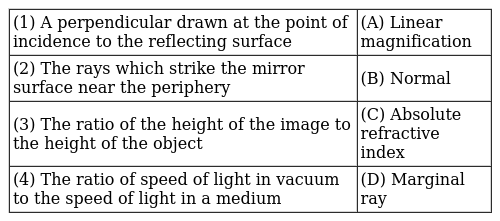 (1) A perpendicular drawn at the point of
incidence to the reflecting surface
(A) Linear
magnification
(2) The rays which strike the mirror
surface near the periphery
(B) Normal
(3) The ratio of the height of the image to
the height of the object
(C) Absolute
refractive
index
(4) The ratio of speed of light in vacuum
to the speed of light in a medium
(D) Marginal
ray